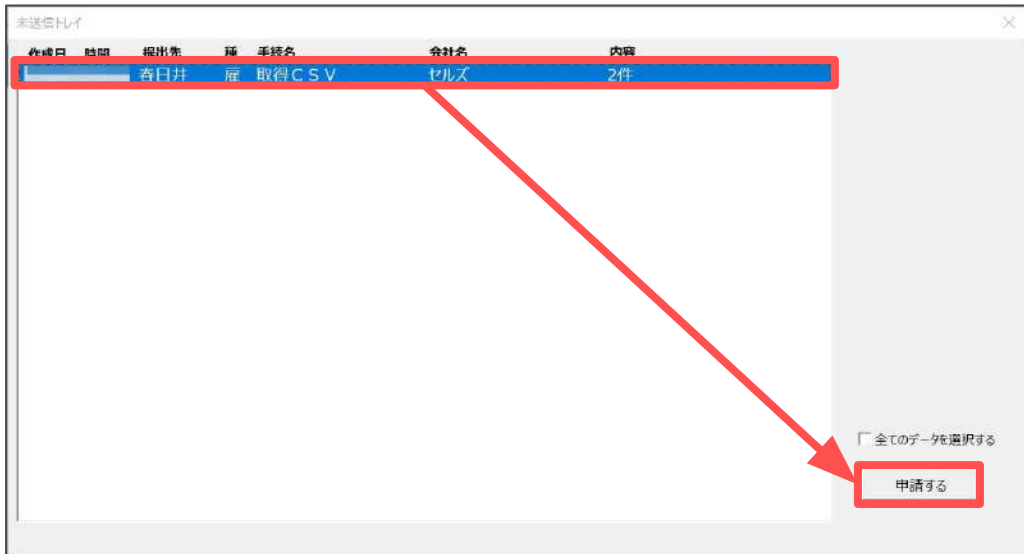 未送信トレイ
作成日 時間 提出先 種 手続名 会社名 内容
春日井 雇 取得CSV セルズ 2件
全てのデータを選択する
申請する